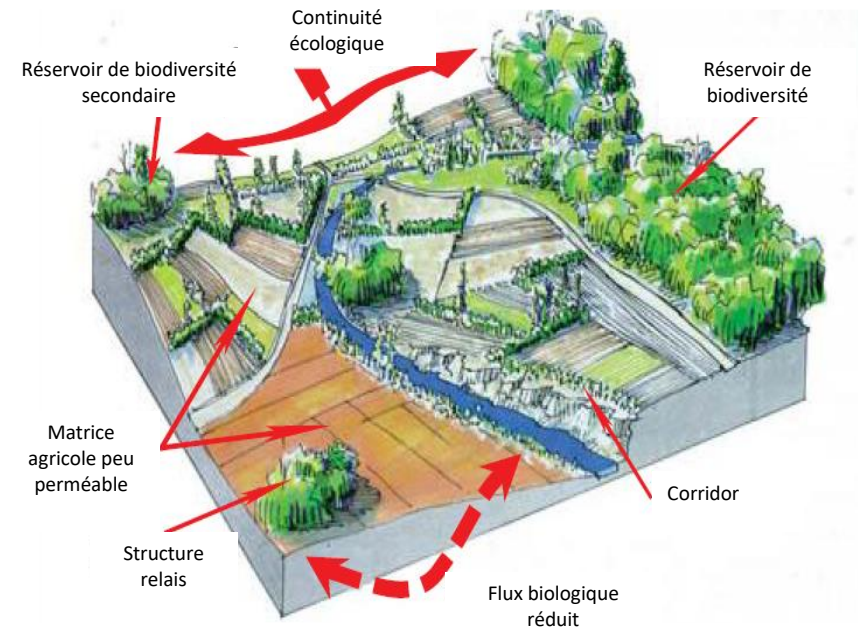 Continuité
écologique
Réservoir de biodiversité
secondaire
Réservoir de
biodiversité
Matrice
agricole peu
perméable
Corridor
Structure
relais
Flux biologique
réduit